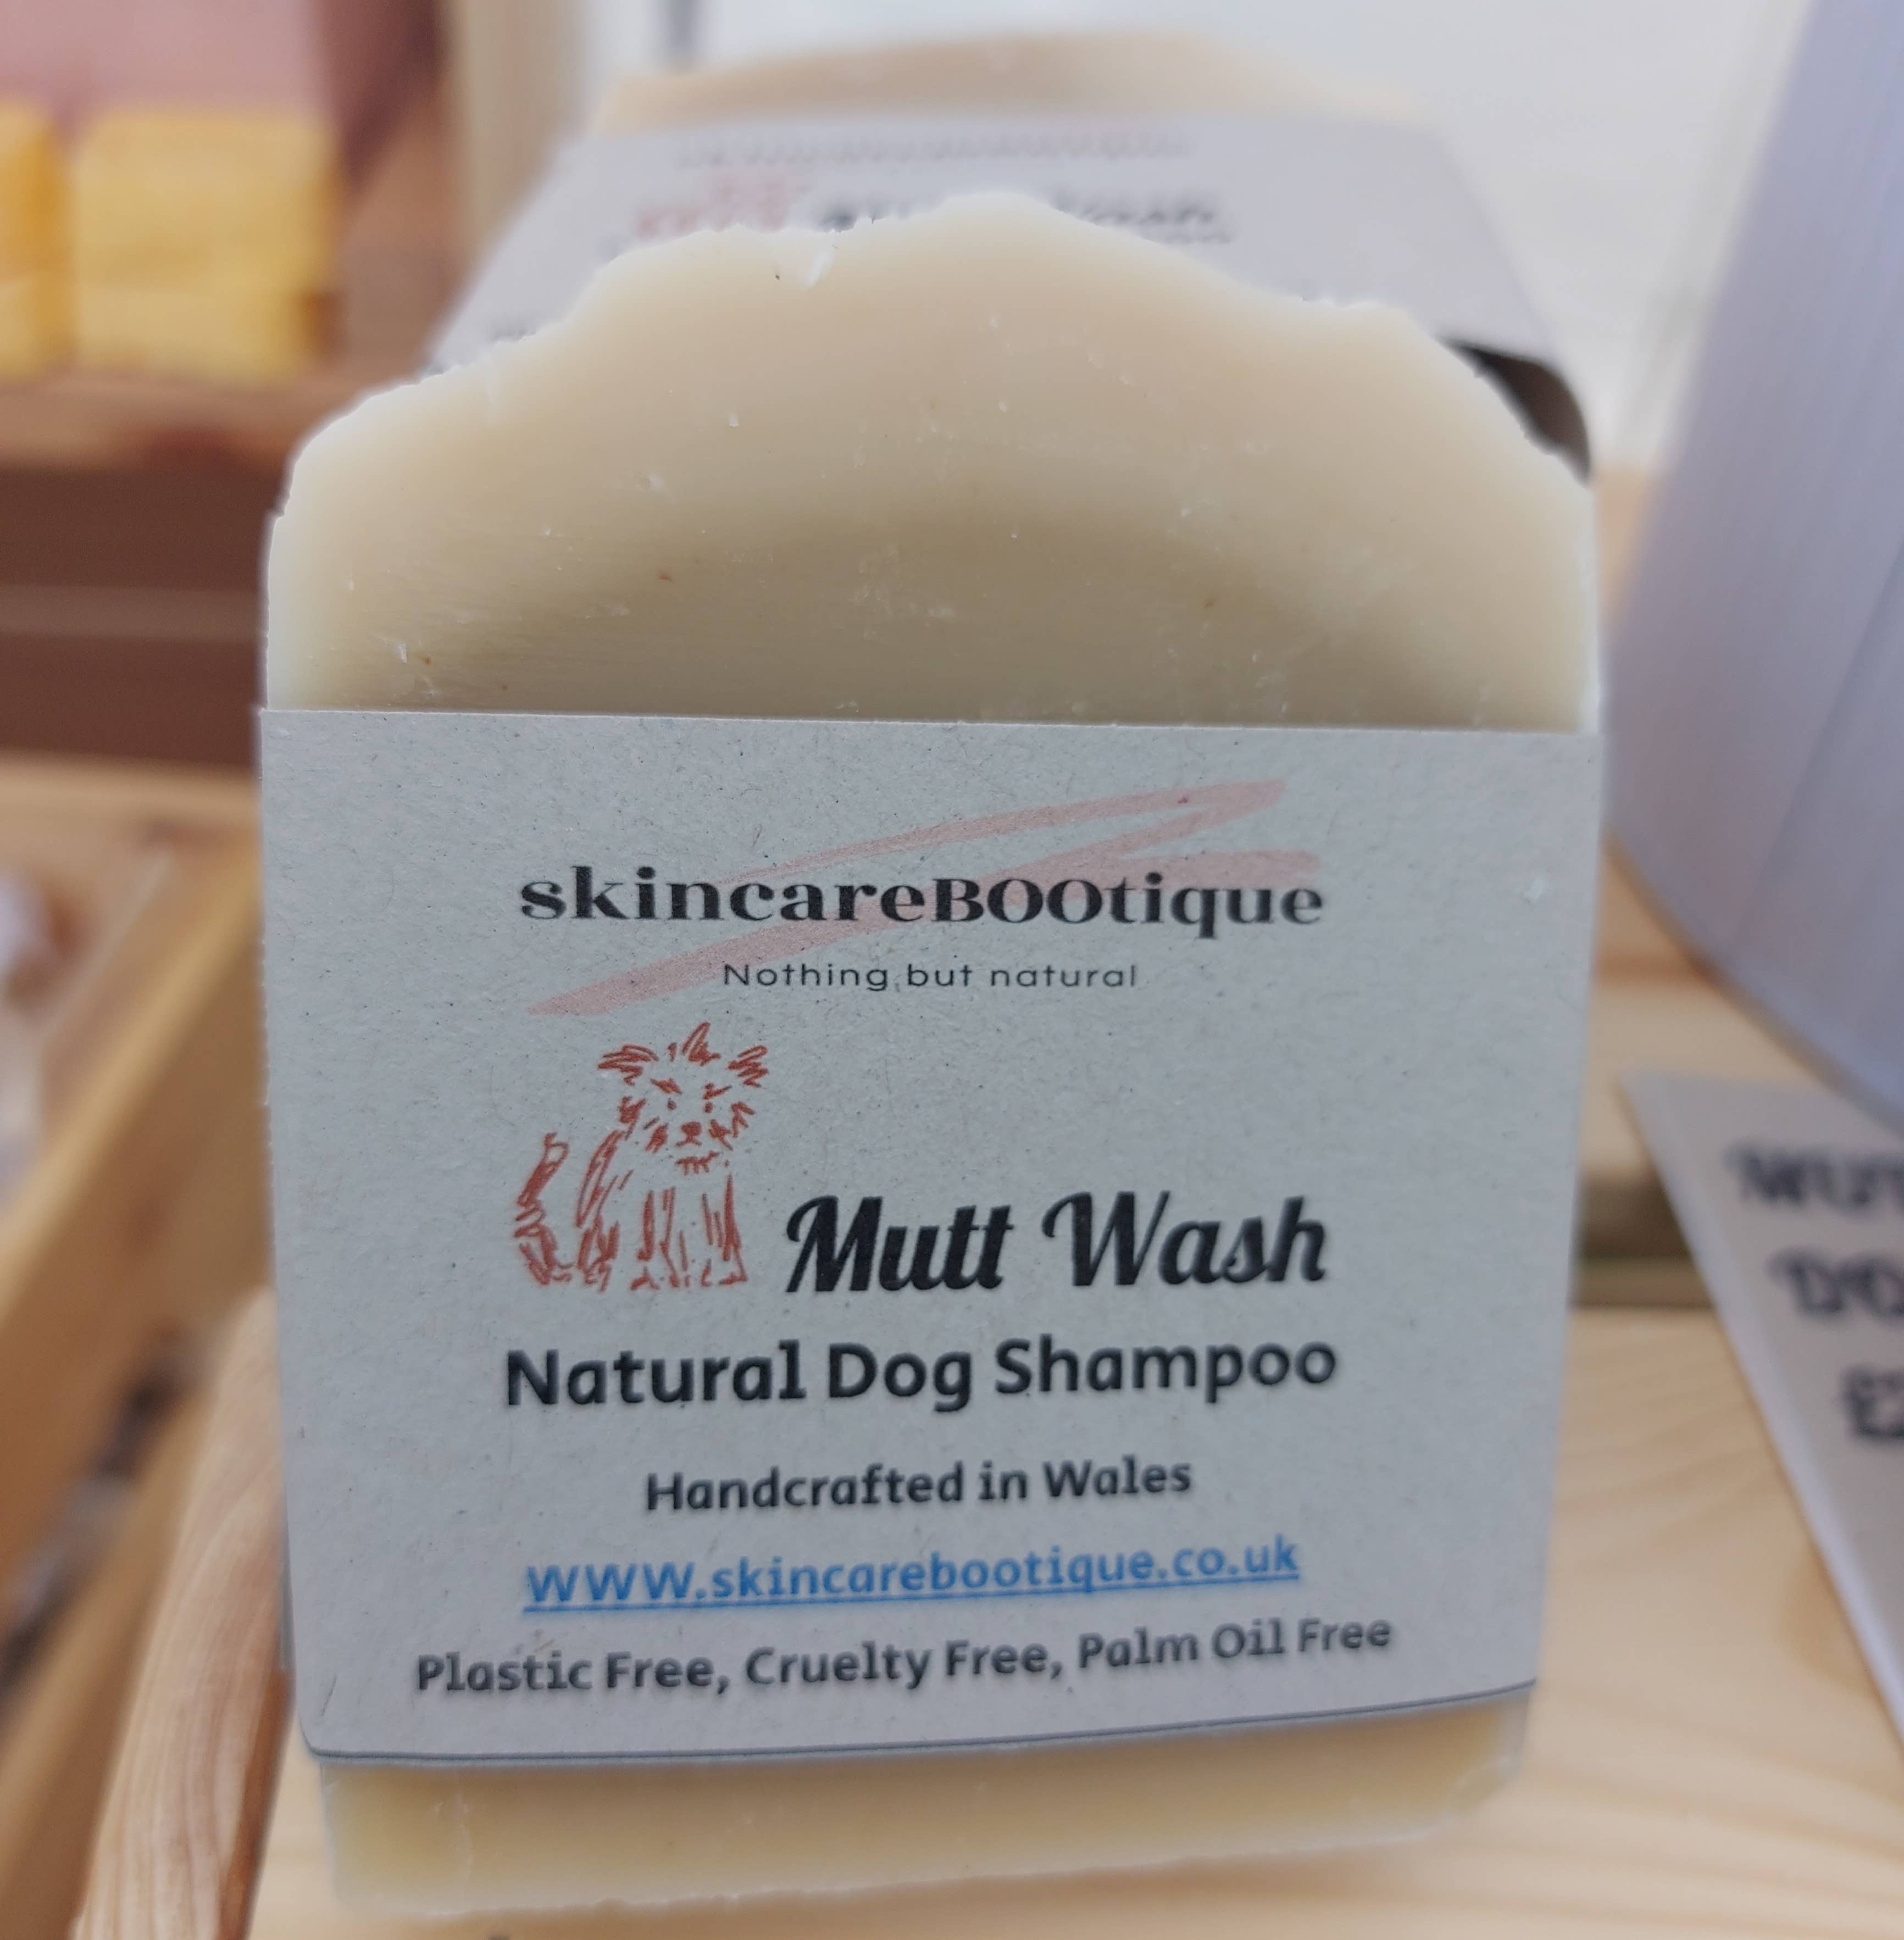 skincareBOOtique
Nothing but natural
Mutt Wash
Natural Dog Shampoo
Handcrafted in Wales
WWW.skincarebootique.co.uk
Plastic Free, Cruelty Free, Palm Oil Free